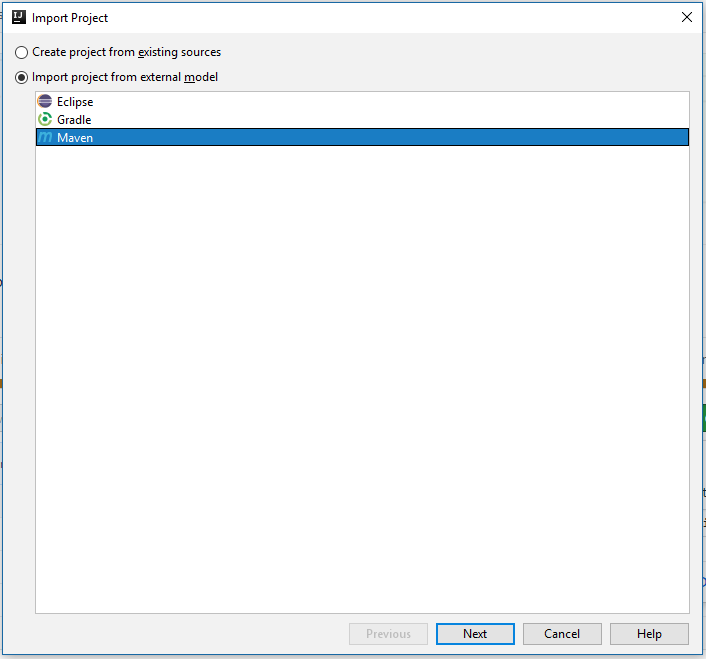 Import Project
Create project from existing sources
Import project from external model
Eclipse
Gradle
Maven
Previous
Next
Cancel
Help